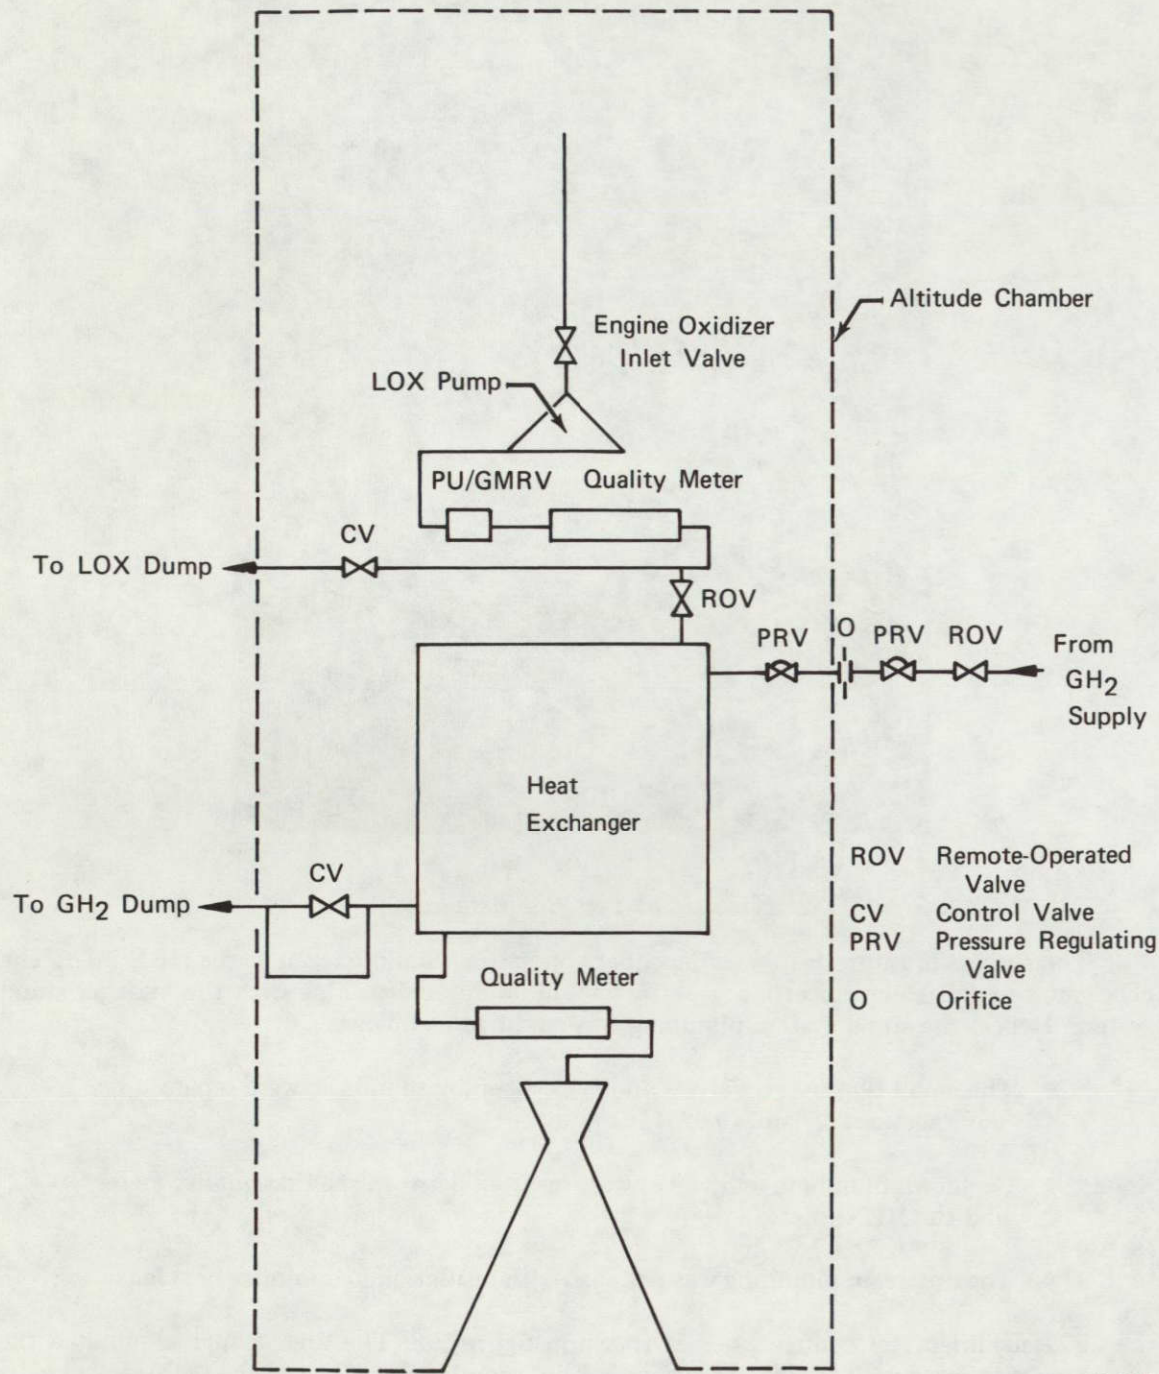 Altitude Chamber
Engine Oxidizer
Inlet Valve
LOX Pump
PU/GMRV
Quality Meter
CV
To LOX Dump
ROV
PRV
O
PRV
ROV
From
GH2
Supply
Heat
Exchanger
CV
To GH2 Dump
ROV Remote-Operated
Valve
CV Control Valve
PRV Pressure Regulating
Valve
O Orifice
Quality Meter